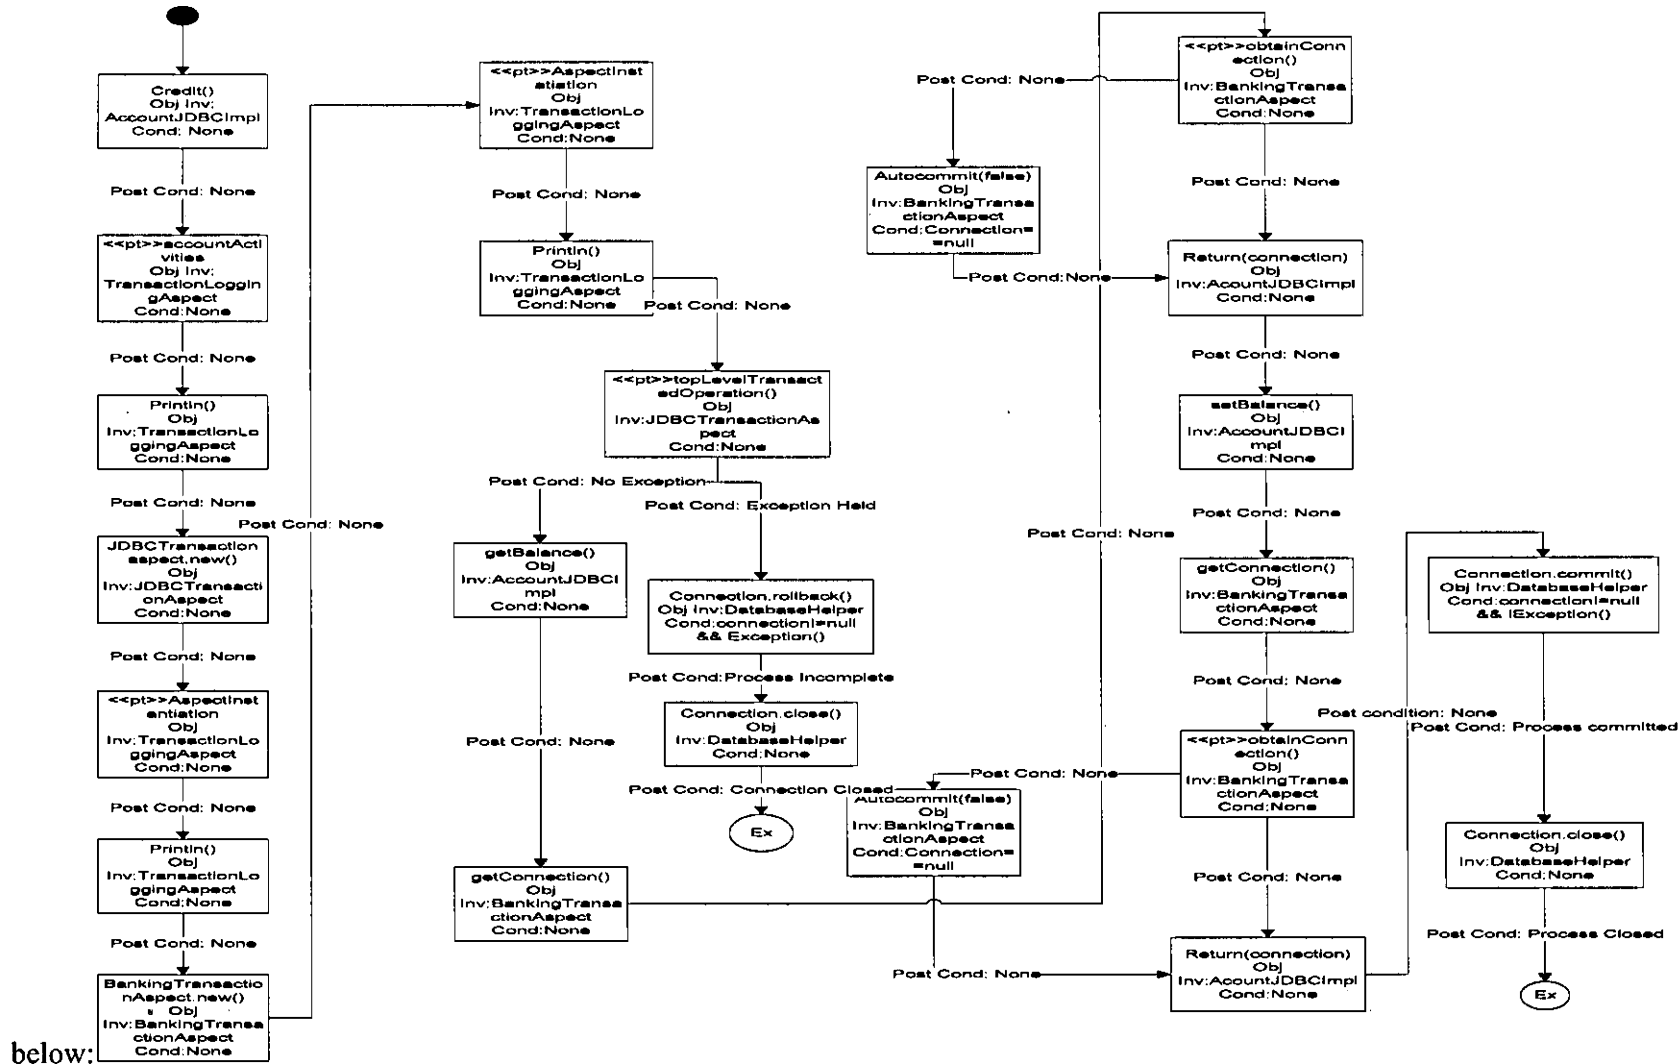 Credit()
Obj Inv:
AccountJDBCImpl
Cond: None
Post Cond: None
<<pt>>accountActi
vities
Obj Inv:
TransactionLoggin
gAspect
Cond:None
Post Cond: None
Println()
Obj
Inv:TransactionLo
ggingAspect
Cond:None
Post Cond: None
JDBCTransaction
aspect.new()
Obj
Inv:JDBCTransacti
onAspect
Cond:None
Post Cond: None
<<pt>>AspectInst
antiation
Obj
Inv:TransactionLo
ggingAspect
Cond:None
Post Cond: None
Println()
Obj
Inv:TransactionLo
ggingAspect
Cond:None
Post Cond: None
BankingTransactio
nAspect.new()
Obj
Inv:BankingTransa
ctionAspect
Cond:None
below:
Post Cond: None
<<pt>>AspectInst
atiation
Obj
Inv:TransactionLo
ggingAspect
Cond:None
Post Cond: None
Println()
Obj
Inv:TransactionLo
ggingAspect
Cond:None
Post Cond: None
<<pt>>topLevelTransact
edOperation()
Obj
Inv:JDBCTransactionAs
pect
Cond:None
Post Cond: No Exception
Post Cond: Exception Held
getBalance()
Obj
Inv:AccountJDBCI
mpl
Cond:None
Post Cond: None
getConnection()
Obj
Inv:BankingTransa
ctionAspect
Cond:None
Connection.rollback()
Obj Inv:DatabaseHelper
Cond:connection!=null
&& Exception()
Post Cond:Process Incomplete
Connection.close()
Obj
Inv:DatabaseHelper
Cond:None
Post Cond: Connection Closed
Ex
Post Cond: None
<<pt>>obtainConn
ection()
Obj
Inv:BankingTransa
ctionAspect
Cond:None
Post Cond: None
Autocommit(false)
Obj
Inv:BankingTransa
ctionAspect
Cond:Connection=
=null
Post Cond:None
Post Cond: None
Return(connection)
Obj
Inv:AcountJDBCImpl
Cond:None
Post Cond: None
setBalance()
Obj
Inv:AccountJDBCI
mpl
Cond:None
Post Cond: None
getConnection()
Obj
Inv:BankingTransa
ctionAspect
Cond:None
Post Cond: None
<<pt>>obtainConn
ection()
Obj
Inv:BankingTransa
ctionAspect
Cond:None
Post Cond: None
Autocommit(false)
Obj
Inv:BankingTransa
ctionAspect
Cond:Connection=
=null
Post Cond: None
Post Cond: None
Return(connection)
Obj
Inv:AcountJDBCImpl
Cond:None
Post condition: None
Connection.commit()
Obj Inv:DatabaseHelper
Cond:connection!=null
&& !Exception()
Post Cond: Process committed
Connection.close()
Obj
Inv:DatabaseHelper
Cond:None
Post Cond: Process Closed
Ex